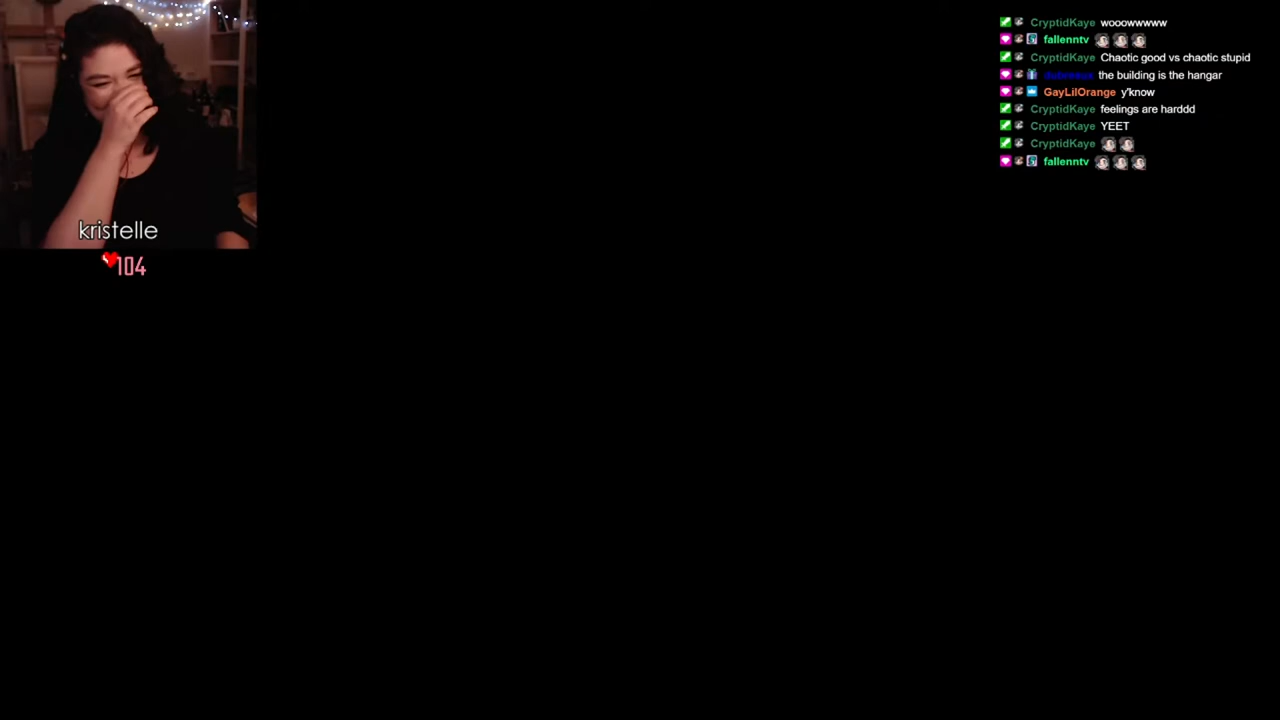 kristelle
104
CryptidKaye wooowwwww
fallenntv
CryptidKaye Chaotic good vs chaotic stupid
the building is the hangar
GayLilOrange y'know
CryptidKaye feelings are harddd
CryptidKaye YEET
CryptidKaye
fallenntv